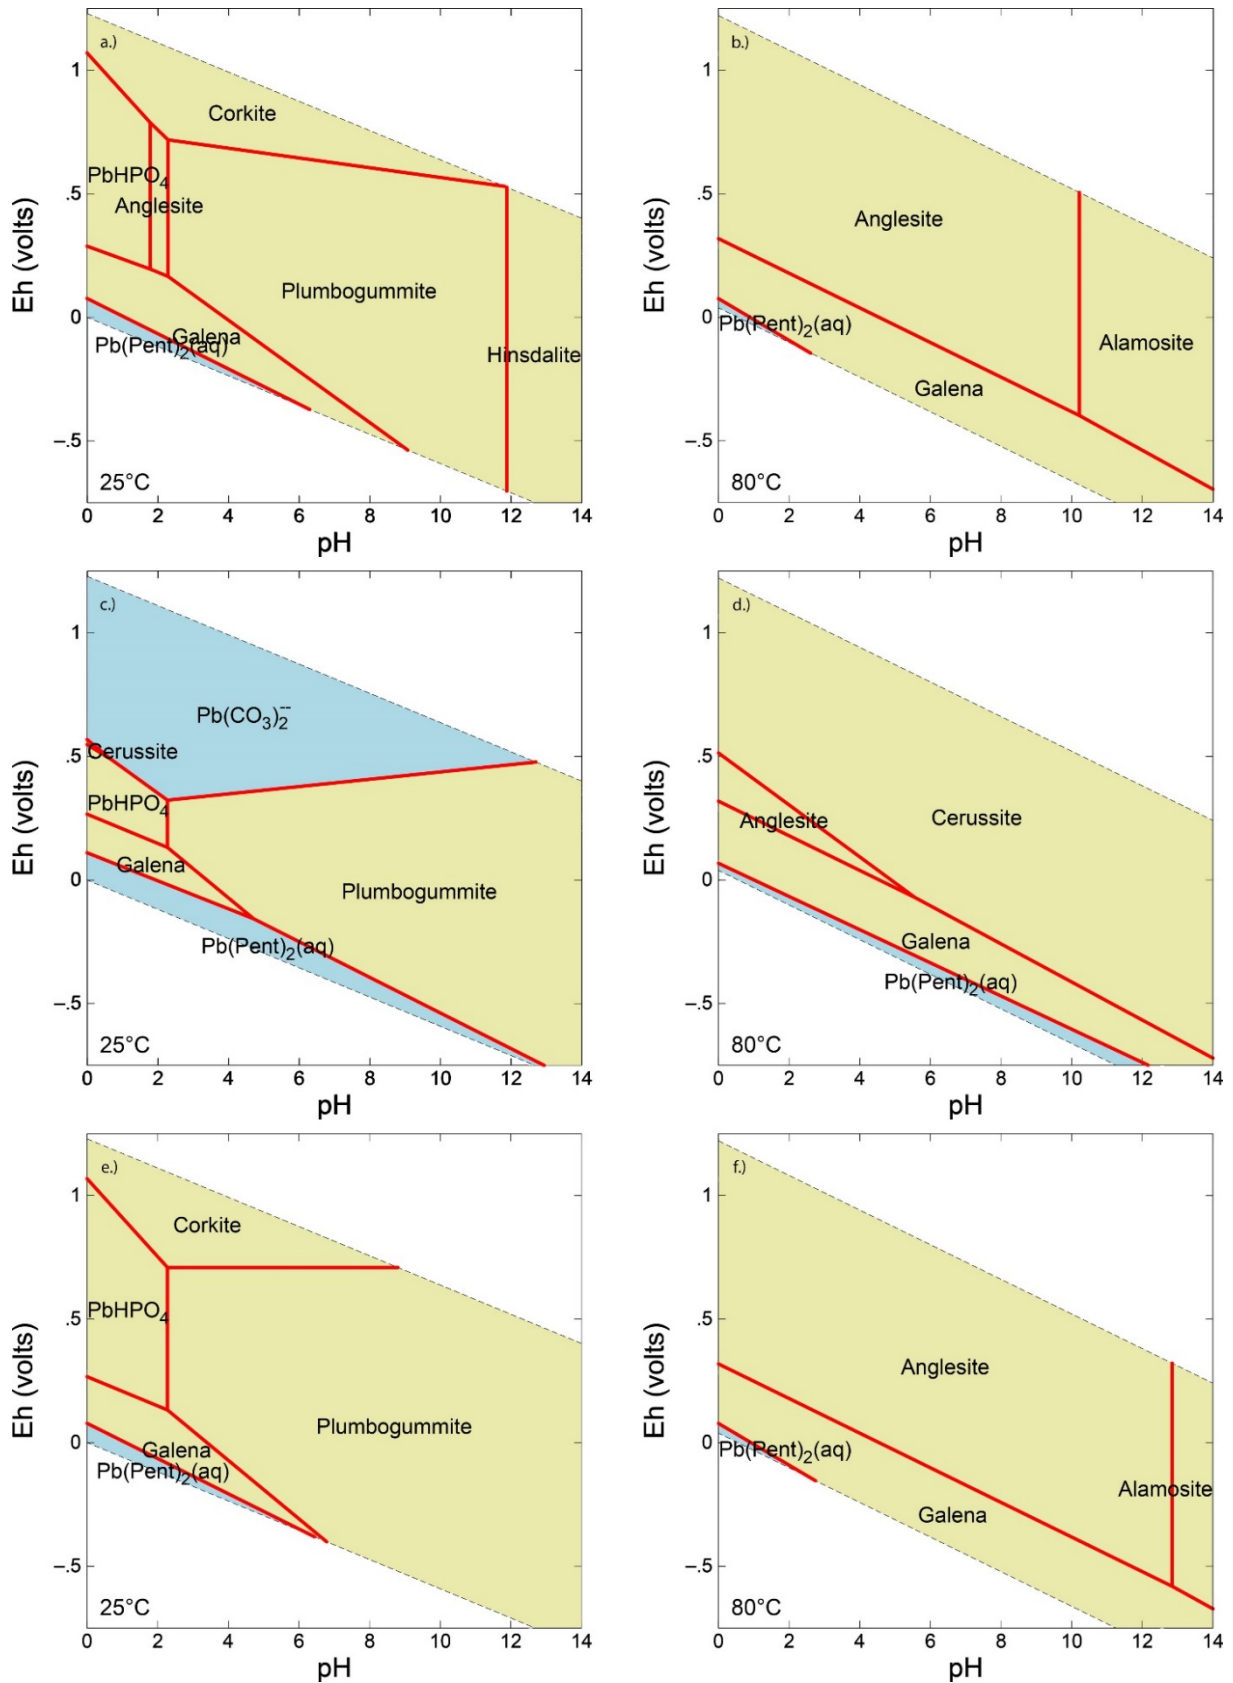 a.)
Corkite
PbHPO4
Anglesite
Plumbogummite
Galena
Pb(Pent)2(aq)
Hinsdalite
25°C
1
.5
0
–.5
Eh (volts)
0 2 4 6 8 10 12 14
pH
b.)
Anglesite
Pb(Pent)2(aq)
Alamosite
Galena
80°C
1
.5
0
–.5
Eh (volts)
0 2 4 6 8 10 12 14
pH
c.)
Pb(CO3)2--
Cerussite
PbHPO4
Galena
Plumbogummite
Pb(Pent)2(aq)
25°C
1
.5
0
–.5
Eh (volts)
0 2 4 6 8 10 12 14
pH
d.)
Anglesite
Cerussite
Galena
Pb(Pent)2(aq)
80°C
1
.5
0
–.5
Eh (volts)
0 2 4 6 8 10 12 14
pH
e.)
Corkite
PbHPO4
Plumbogummite
Galena
Pb(Pent)2(aq)
25°C
1
.5
0
–.5
Eh (volts)
0 2 4 6 8 10 12 14
pH
f.)
Anglesite
Pb(Pent)2(aq)
Alamosite
Galena
80°C
1
.5
0
–.5
Eh (volts)
0 2 4 6 8 10 12 14
pH